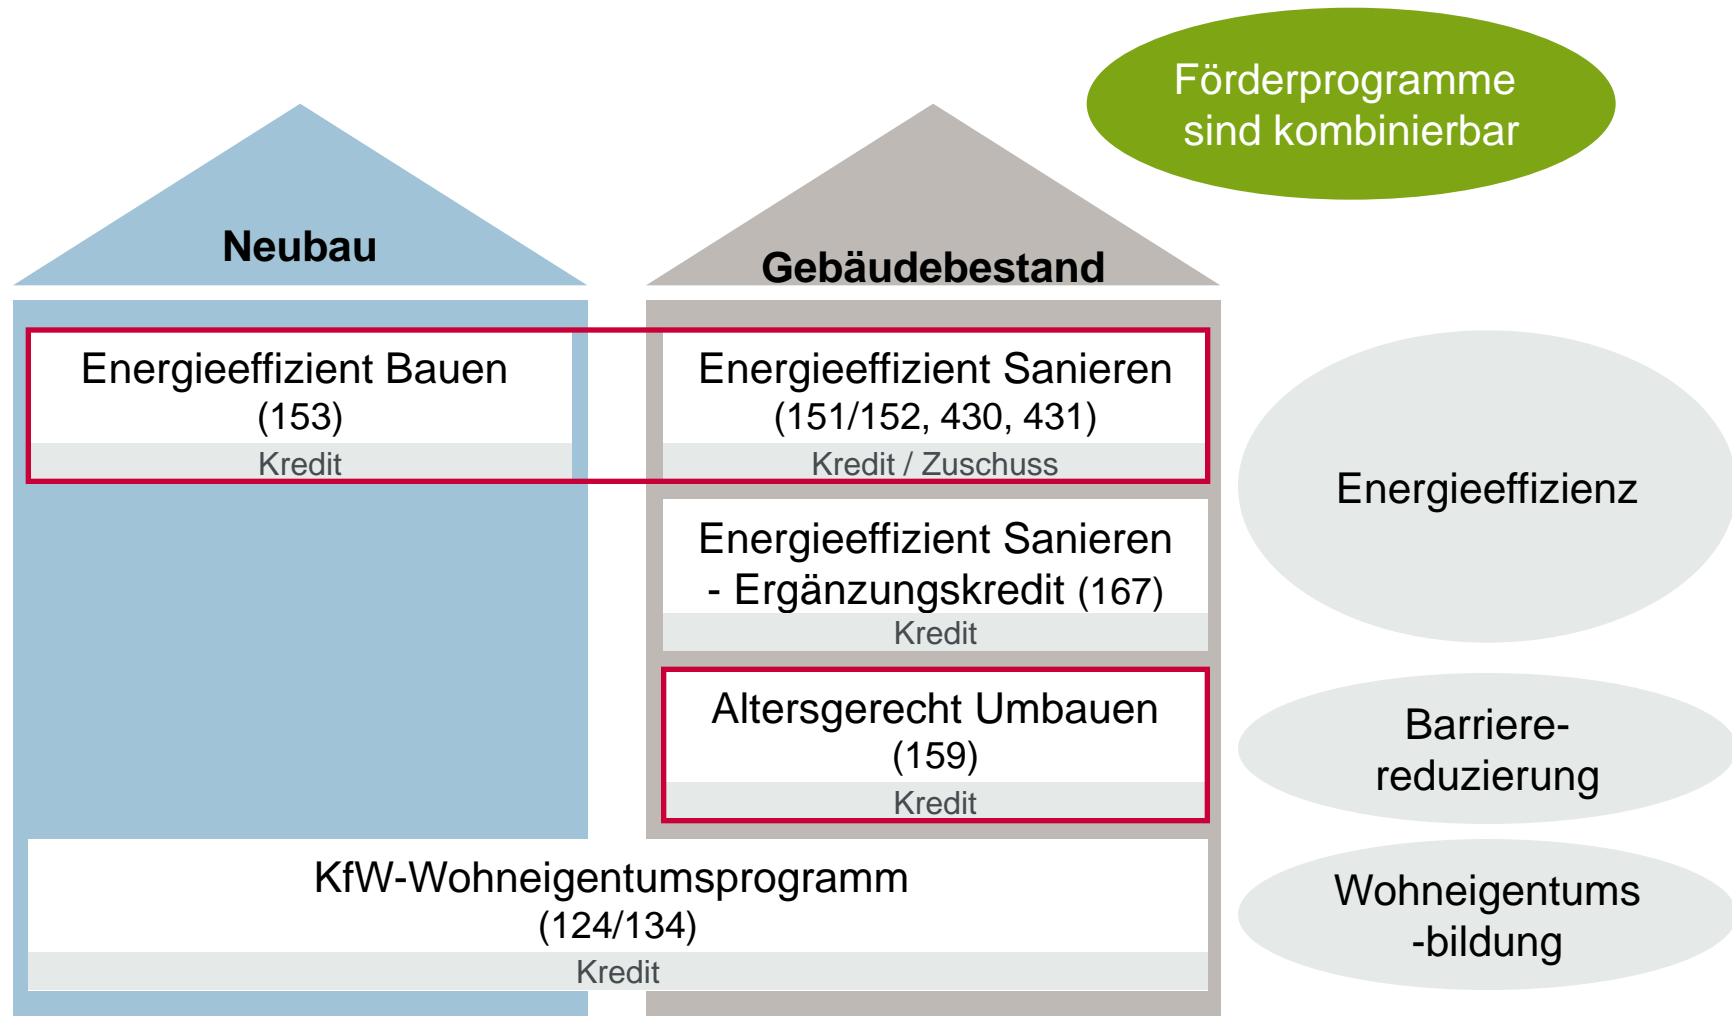 Förderprogramme
sind kombinierbar
Neubau
Gebäudebestand
Energieeffizient Bauen
(153)
Kredit
Energieeffizient Sanieren
(151/152, 430, 431)
Kredit / Zuschuss
Energieeffizient Sanieren
- Ergänzungskredit (167)
Kredit
Energieeffizienz
Altersgerecht Umbauen
(159)
Kredit
Barriere-
reduzierung
KfW-Wohneigentumsprogramm
(124/134)
Kredit
Wohneigentums
-bildung